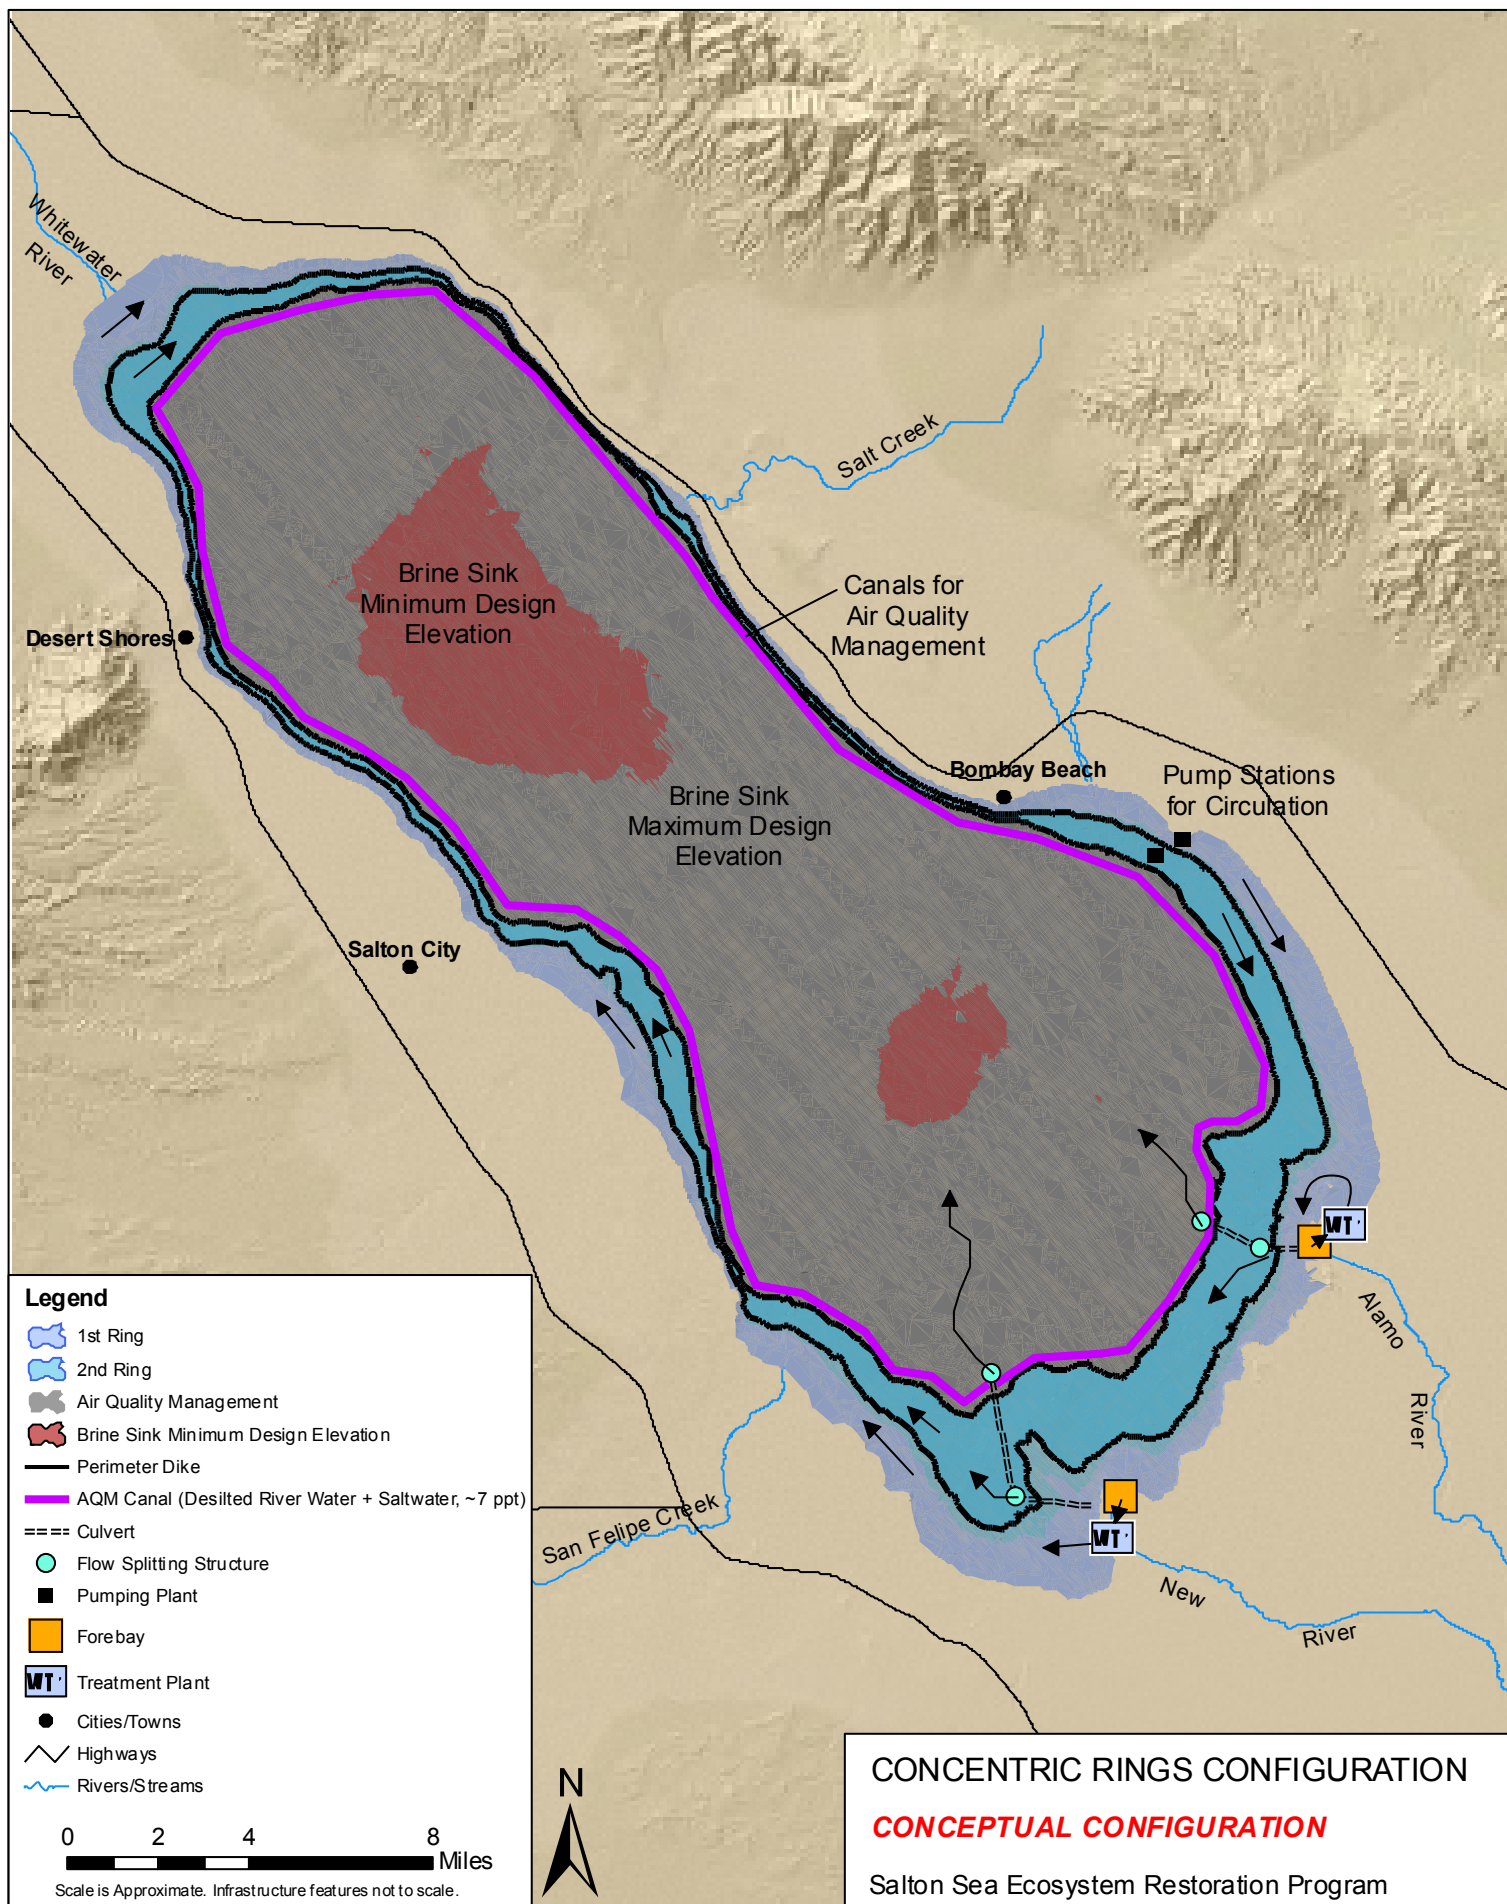 Whitewater
River
Salt Creek
Brine Sink
Minimum Design
Elevation
Canals for
Air Quality
Management
Desert Shores
Bombay Beach
Pump Stations
for Circulation
Brine Sink
Maximum Design
Elevation
Salton City
WT
Alamo
River
San Felipe Creek
WT
New
River
Legend
1st Ring
2nd Ring
Air Quality Management
Brine Sink Minimum Design Elevation
Perimeter Dike
AQM Canal (Desilted River Water + Saltwater, ~7 ppt)
Culvert
Flow Splitting Structure
Pumping Plant
Forebay
WT
Treatment Plant
Cities/Towns
Highways
Rivers/Streams
0 2 4 8
Miles
Scale is Approximate. Infrastructure features not to scale.
N
CONCENTRIC RINGS CONFIGURATION
CONCEPTUAL CONFIGURATION
Salton Sea Ecosystem Restoration Program